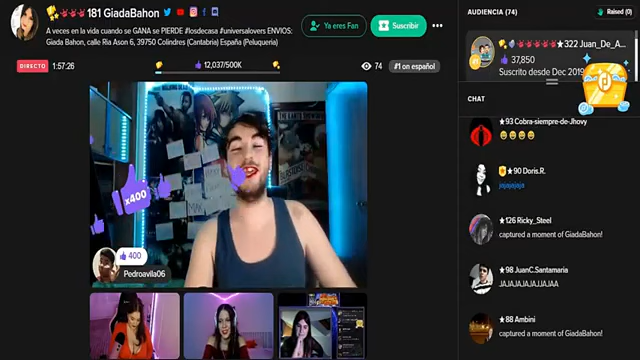 181 GiadaBahon
A veces en la vida cuando se GANA se PIERDE #losdecasa #universalovers ENVIOS:
Giada Bahon, calle Ria Ason 6, 39750 Colindres (Cantabria) España (Peluqueria)
Ya eres Fan
Suscribir
DIRECTO
1:57:26
12,037/500K
74
#1 on español
x400
400
Pedroavila06
AUDIENCIA (74)
Raised (0)
322 Juan_De_A...
37,850
Suscrito desde Dec 2019
CHAT
93 Cobra-siempre-de-Jhovy
90 Doris.R.
jajajajaja
126 Ricky_Steel
captured a moment of GiadaBahon!
98 JuanC.Santamaria
JAJAJAJAJAJJAJAA
88 Ambini
captured a moment of GiadaBahon!